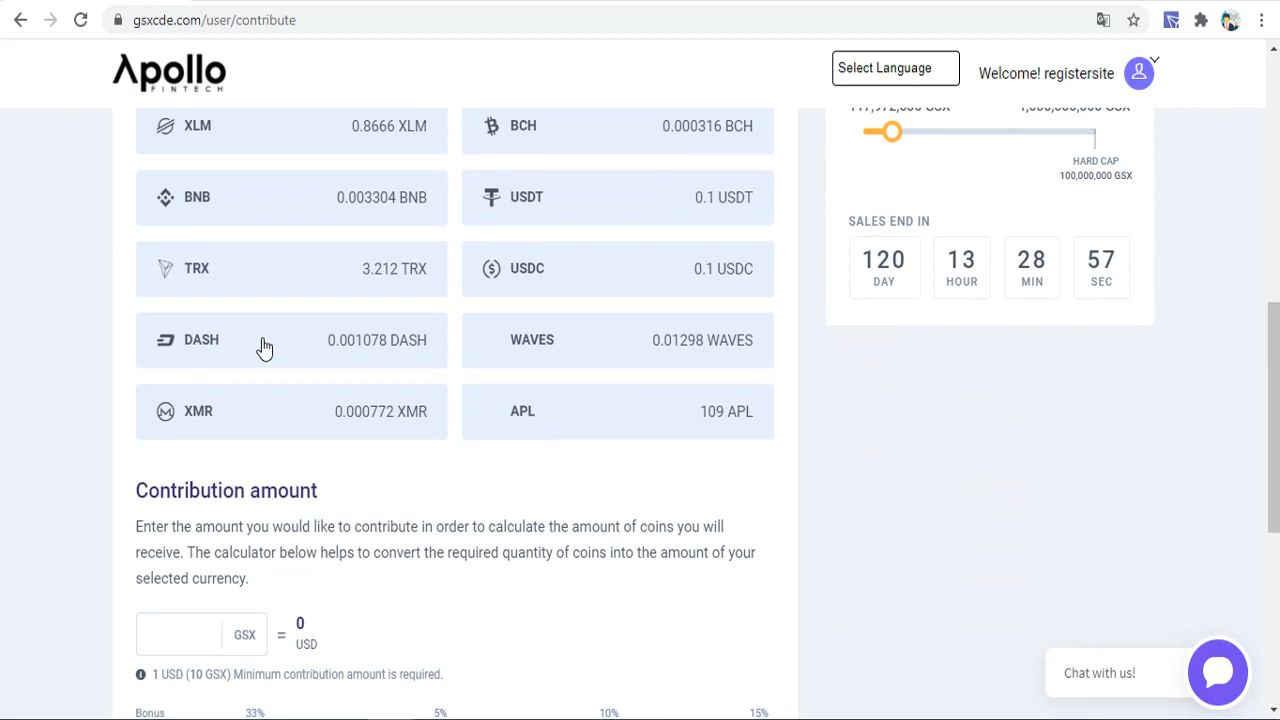 gsxcde.com/user/contribute
Apollo
FINTECH
Select Language
Welcome! registersite
XLM 0.8666 XLM
BCH 0.000316 BCH
BNB 0.003304 BNB
USDT 0.1 USDT
TRX 3.212 TRX
USDC 0.1 USDC
DASH 0.001078 DASH
WAVES 0.01298 WAVES
XMR 0.000772 XMR
APL 109 APL
Contribution amount
Enter the amount you would like to contribute in order to calculate the amount of coins you will
receive. The calculator below helps to convert the required quantity of coins into the amount of your
selected currency.
GSX = 0
USD
1 USD (10 GSX) Minimum contribution amount is required.
Bonus 33% 5% 10% 15%
HARD CAP
100,000,000 GSX
SALES END IN
120 13 28 57
DAY HOUR MIN SEC
Chat with us!